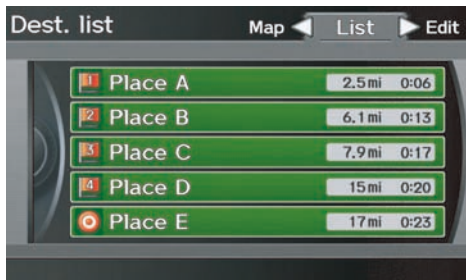 Dest. list Map List Edit
1 Place A 2.5mi 0:06
2 Place B 6.1mi 0:13
3 Place C 7.9mi 0:17
4 Place D 15mi 0:20
Place E 17mi 0:23